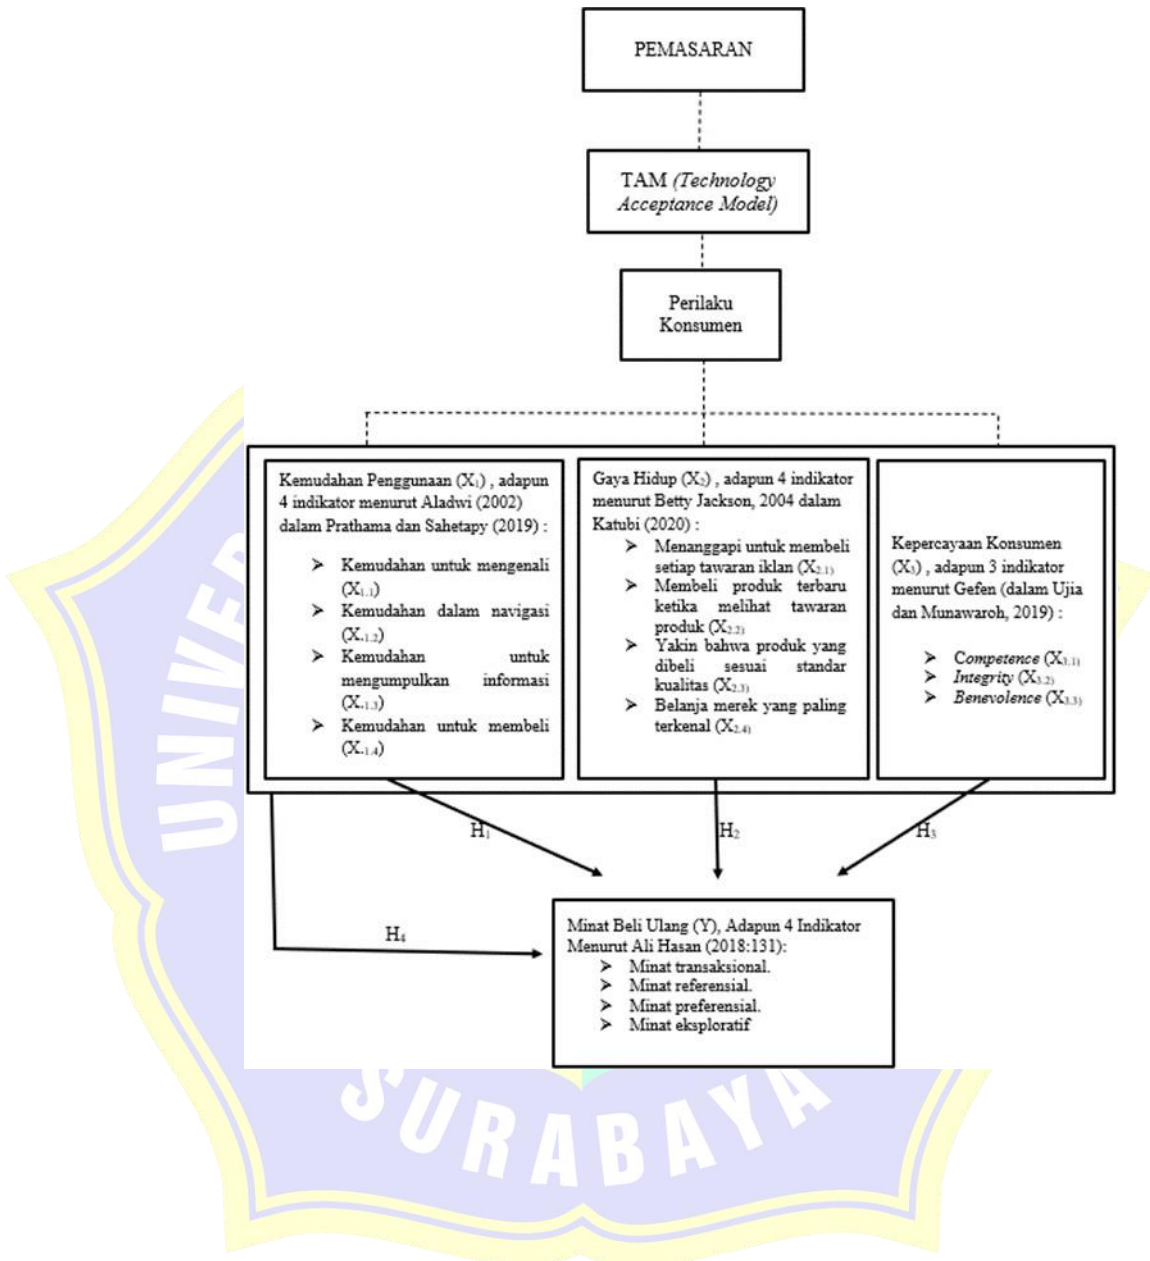 PEMASARAN
TAM (Technology
Acceptance Model)
Perilaku
Konsumen
Kemudahan Penggunaan (X₁) , adapun
4 indikator menurut Aladwi (2002)
dalam Prathama dan Sahetapy (2019) :
➢ Kemudahan untuk mengenali
(X₁.₁)
➢ Kemudahan dalam navigasi
(X.₁.₂)
➢ Kemudahan untuk
mengumpulkan informasi
(X.₁.₃)
➢ Kemudahan untuk membeli
(X.₁.₄)
Gaya Hidup (X₂) , adapun 4 indikator
menurut Betty Jackson, 2004 dalam
Katubi (2020) :
➢ Menanggapi untuk membeli
setiap tawaran iklan (X₂.₁)
➢ Membeli produk terbaru
ketika melihat tawaran
produk (X₂.₂)
➢ Yakin bahwa produk yang
dibeli sesuai standar
kualitas (X₂.₃)
➢ Belanja merek yang paling
terkenal (X₂.₄)
Kepercayaan Konsumen
(X₃) , adapun 3 indikator
menurut Gefen (dalam Ujia
dan Munawaroh, 2019) :
➢ Competence (X₃.₁)
➢ Integrity (X₃.₂)
➢ Benevolence (X₃.₃)
H₁
H₂
H₃
H₄
Minat Beli Ulang (Y), Adapun 4 Indikator
Menurut Ali Hasan (2018:131):
➢ Minat transaksional.
➢ Minat referensial.
➢ Minat preferensial.
➢ Minat eksploratif
UNIVER
SURABAYA